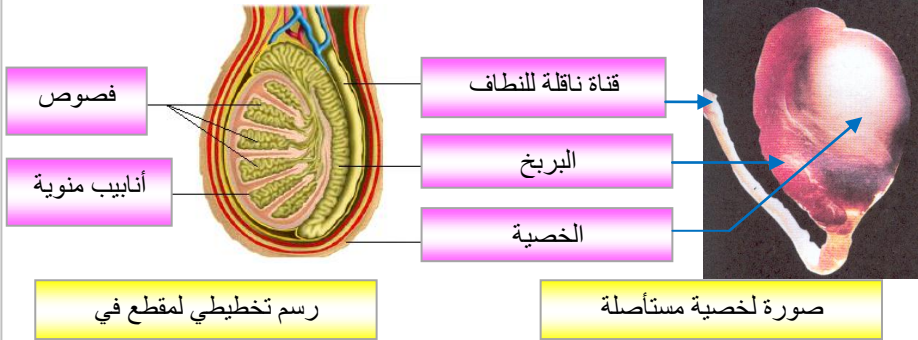 قناة ناقلة للنطاف
فصوص
البربخ
أنابيب منوية
الخصية
صورة لخصية مستأصلة
رسم تخطيطي لمقطع في